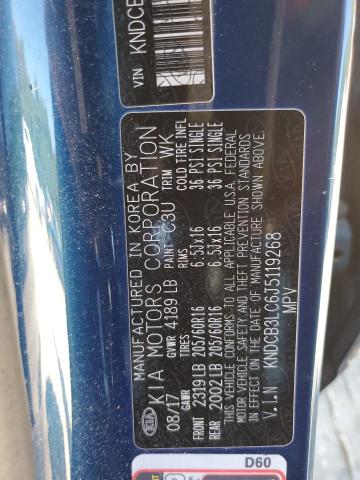 VIN KNDCB
MANUFACTURED IN KOREA BY
KIA KIA MOTORS CORPORATION
08/17 GVWR 4189 LB PAINT C3U TRIM WK
GAWR TIRES RIMS COLD TIRE INFL
FRONT 2319 LB 205/60R16 6.5Jx16 36 PSI SINGLE
REAR 2002 LB 205/60R16 6.5Jx16 36 PSI SINGLE
THIS VEHICLE CONFORMS TO ALL APPLICABLE U.S.A. FEDERAL
MOTOR VEHICLE SAFETY AND THEFT PREVENTION STANDARDS
IN EFFECT ON THE DATE OF MANUFACTURE SHOWN ABOVE.
V.I.N KNDCB3LC6J5119268
MPV
D60